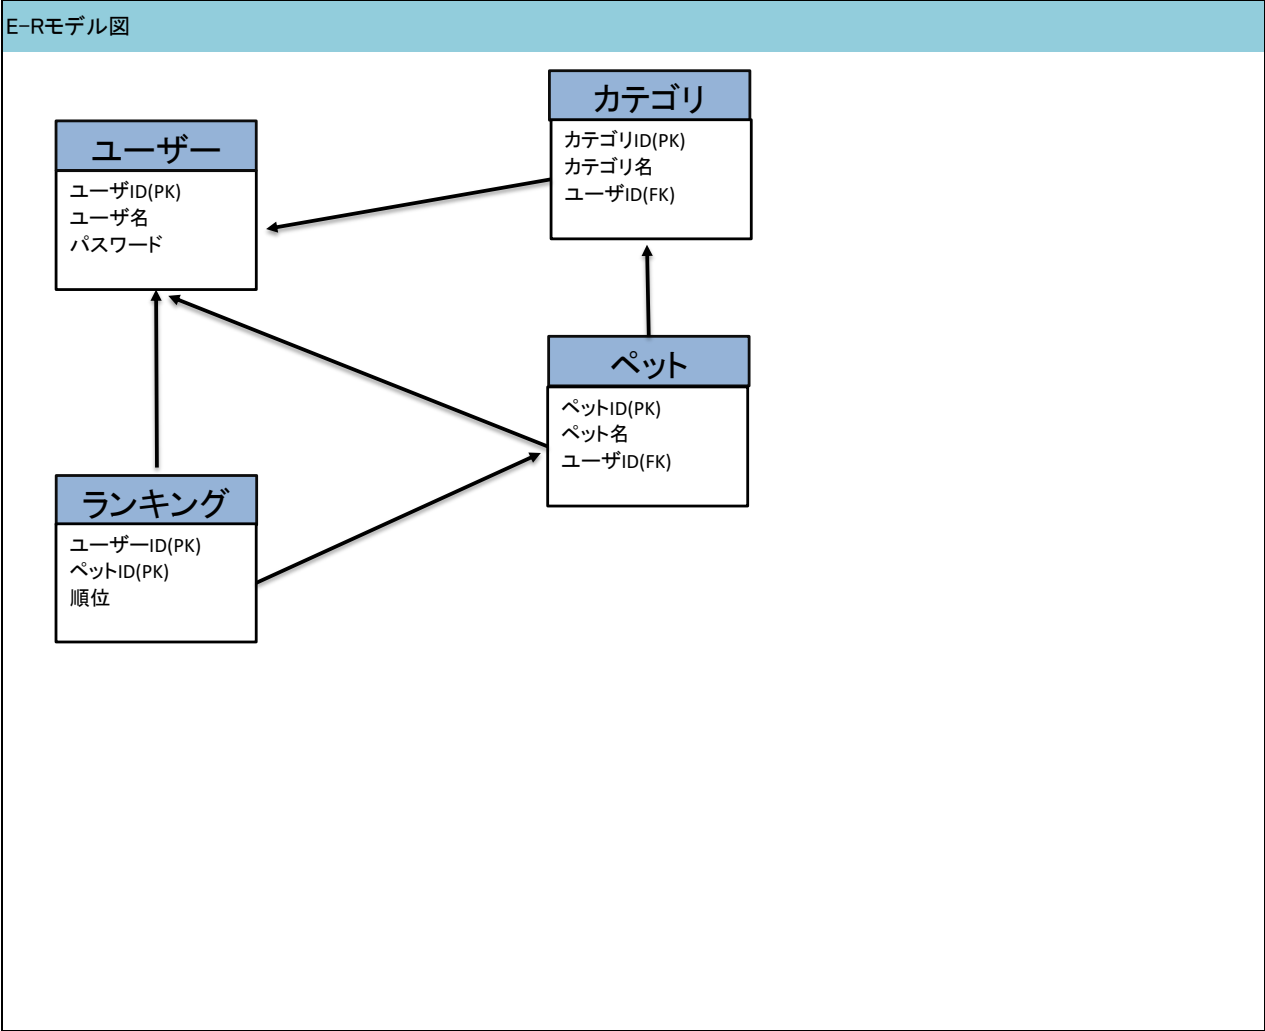 E-Rモデル図
ユーザー
ユーザID(PK)
ユーザ名
パスワード
カテゴリ
カテゴリID(PK)
カテゴリ名
ユーザID(FK)
ペット
ペットID(PK)
ペット名
ユーザID(FK)
ランキング
ユーザーID(PK)
ペットID(PK)
順位